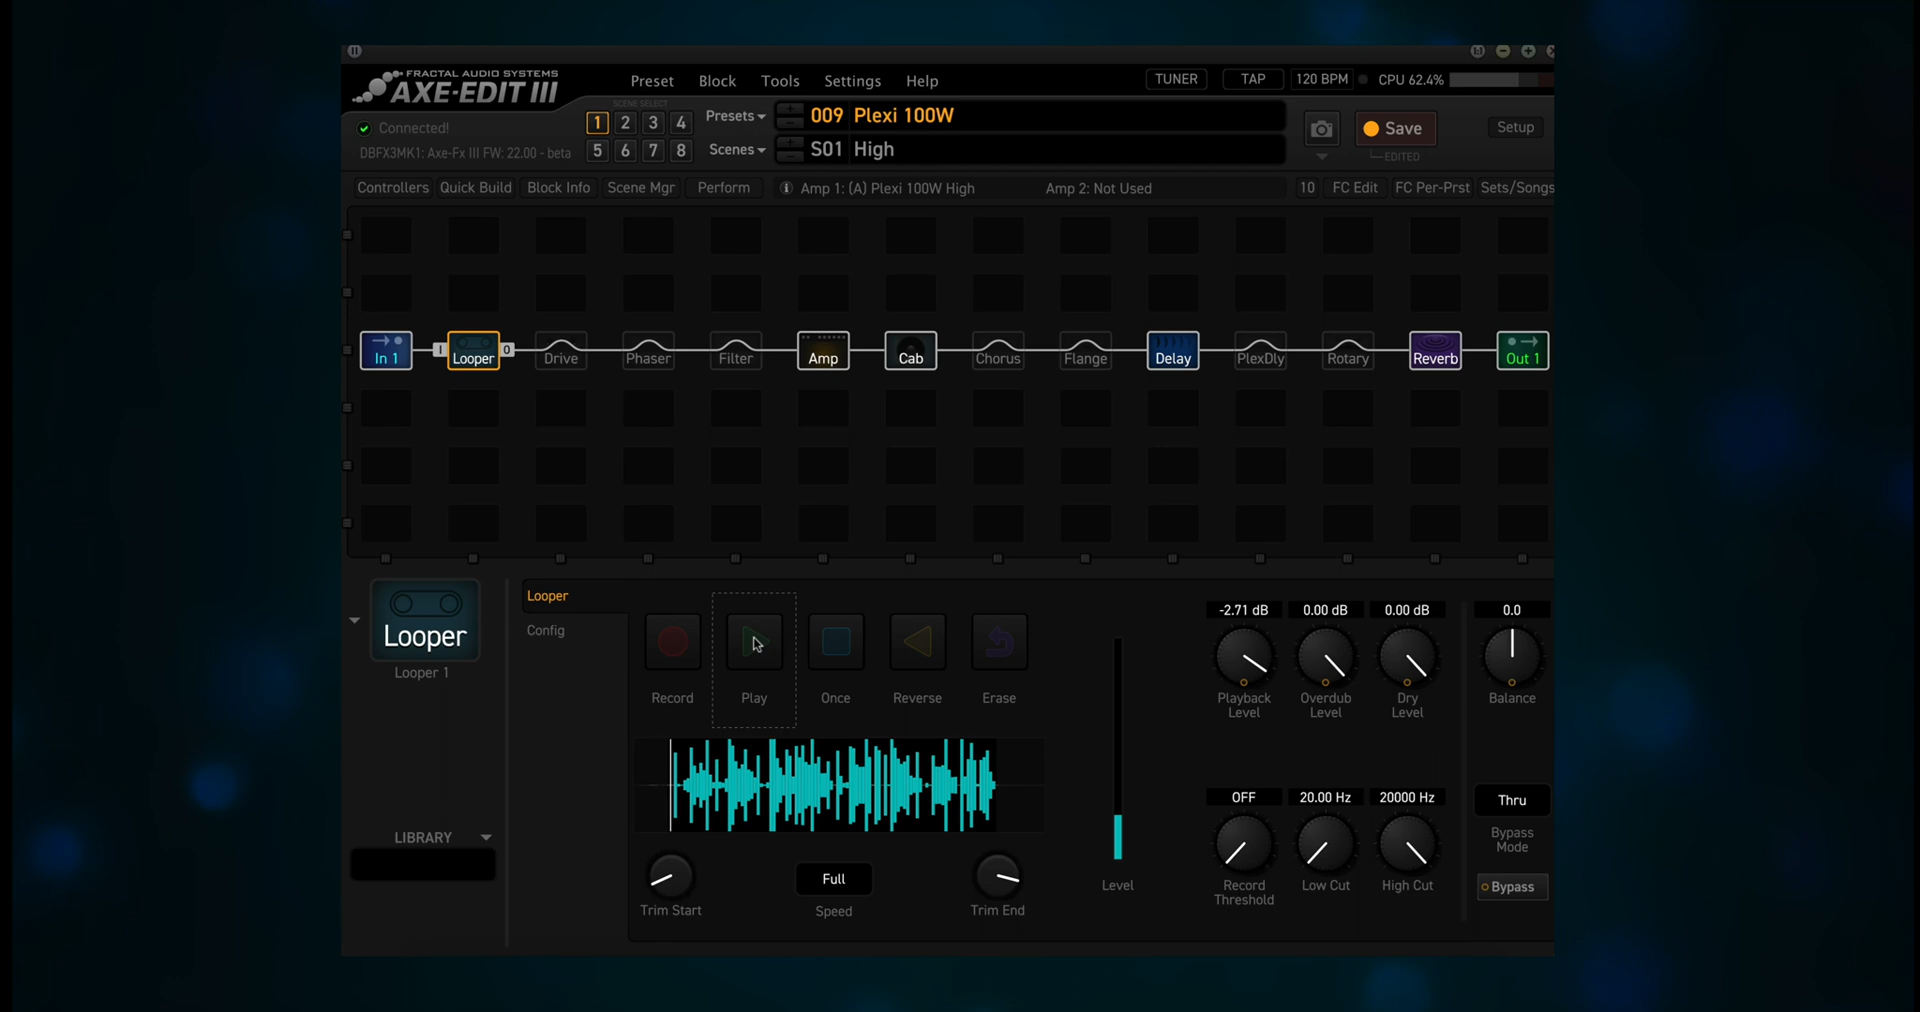 FRACTAL AUDIO SYSTEMS
AXE-EDIT III
Preset Block Tools Settings Help
TUNER TAP 120 BPM CPU 62.4%
SCENE SELECT
1 2 3 4
5 6 7 8
Connected!
DBFX3MK1: Axe-Fx III FW: 22.00 - beta
Presets 009 Plexi 100W
Scenes S01 High
Save
EDITED
Setup
Controllers Quick Build Block Info Scene Mgr Perform
Amp 1: (A) Plexi 100W High Amp 2: Not Used
10 FC Edit FC Per-Prst Sets/Songs
In 1 I Looper O Drive Phaser Filter Amp Cab Chorus Flange Delay PlexDly Rotary Reverb Out 1
Looper
Looper 1
LIBRARY
Looper
Config
Record Play Once Reverse Erase
Trim Start
Full
Speed
Trim End
Level
-2.71 dB 0.00 dB 0.00 dB 0.0
Playback Level
Overdub Level
Dry Level
Balance
OFF 20.00 Hz 20000 Hz
Record Threshold
Low Cut
High Cut
Thru
Bypass Mode
Bypass